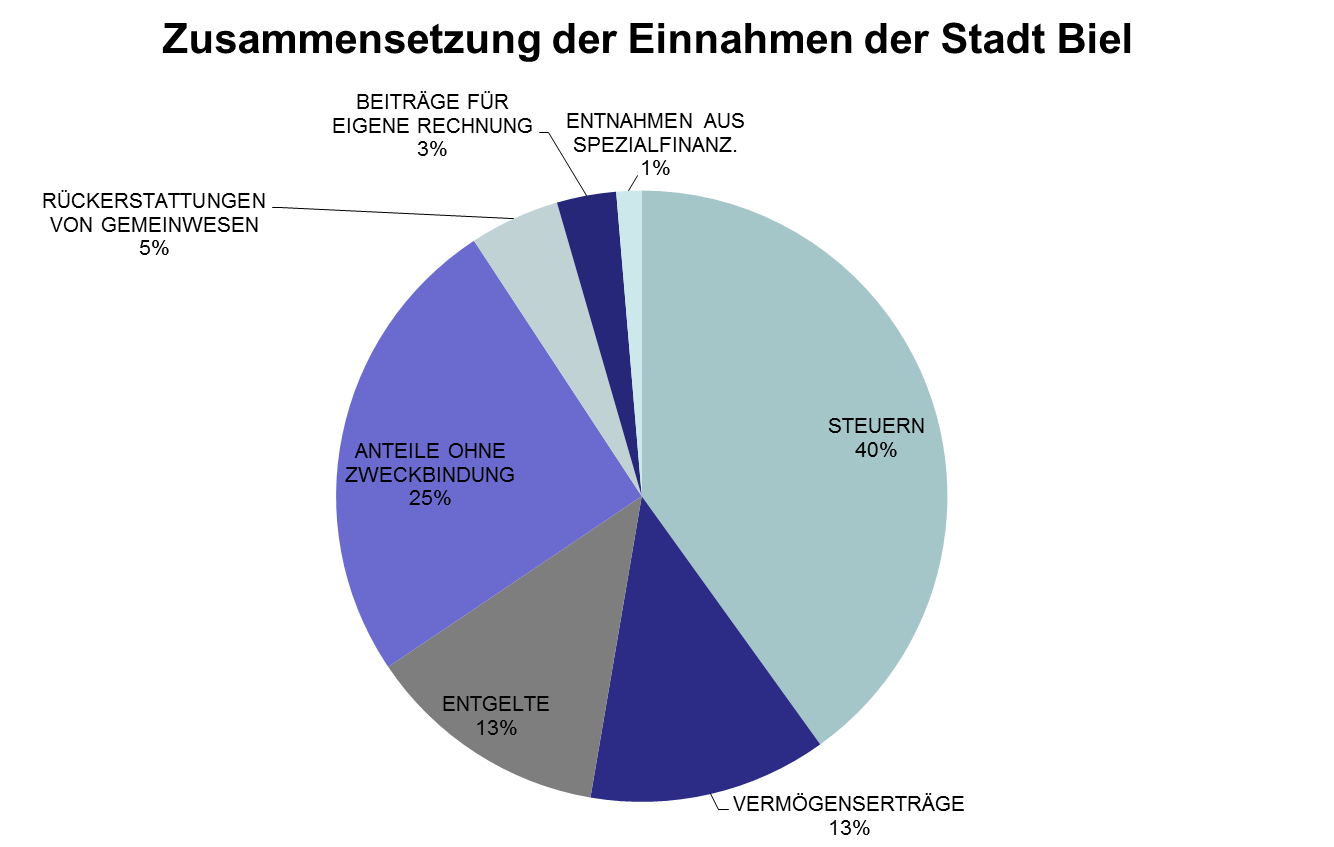 Zusammensetzung der Einnahmen der Stadt Biel
BEITRÄGE FÜR
EIGENE RECHNUNG
3%
ENTNAHMEN AUS
SPEZIALFINANZ.
1%
RÜCKERSTATTUNGEN
VON GEMEINWESEN
5%
STEUERN
40%
ANTEILE OHNE
ZWECKBINDUNG
25%
ENTGELTE
13%
VERMÖGENSERTRÄGE
13%